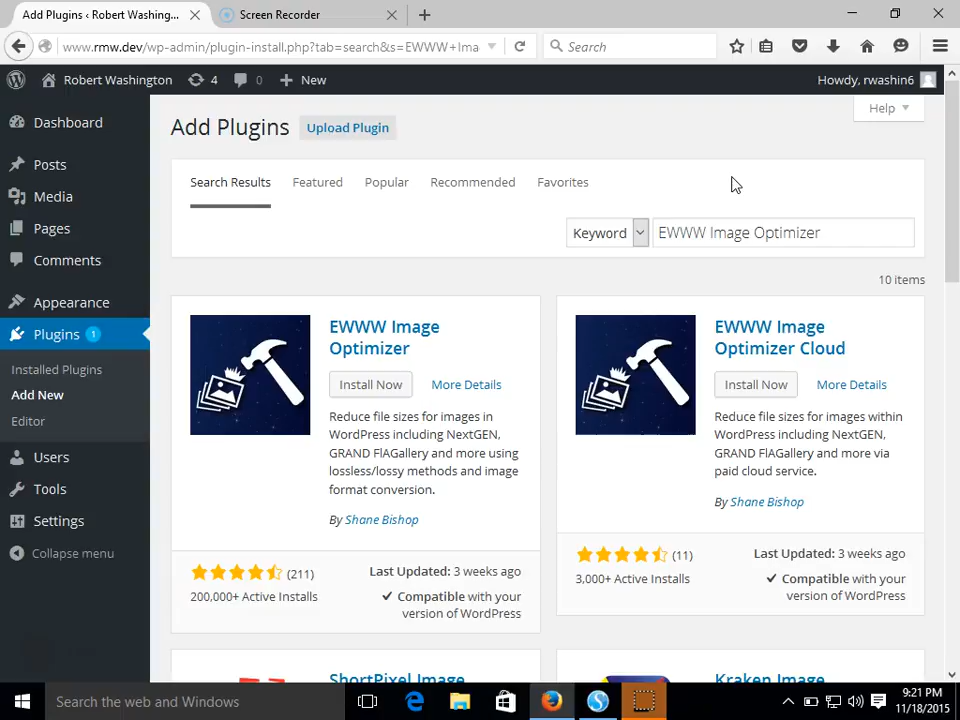 Add Plugins ‹ Robert Washing...
Screen Recorder
www.rmw.dev/wp-admin/plugin-install.php?tab=search&s=EWWW+Ima
Search
Robert Washington
4
0
New
Howdy, rwashin6
Help
Dashboard
Posts
Media
Pages
Comments
Appearance
Plugins 1
Installed Plugins
Add New
Editor
Users
Tools
Settings
Collapse menu
Add Plugins
Upload Plugin
Search Results
Featured
Popular
Recommended
Favorites
Keyword
EWWW Image Optimizer
10 items
EWWW Image
Optimizer
Install Now
More Details
Reduce file sizes for images in
WordPress including NextGEN,
GRAND FlAGallery and more using
lossless/lossy methods and image
format conversion.
By Shane Bishop
(211)
200,000+ Active Installs
Last Updated: 3 weeks ago
Compatible with your
version of WordPress
EWWW Image
Optimizer Cloud
Install Now
More Details
Reduce file sizes for images within
WordPress including NextGEN,
GRAND FlAGallery and more via
paid cloud service.
By Shane Bishop
(11)
3,000+ Active Installs
Last Updated: 3 weeks ago
Compatible with your
version of WordPress
ShortPixel Image
Kraken Image
Search the web and Windows
9:21 PM
11/18/2015